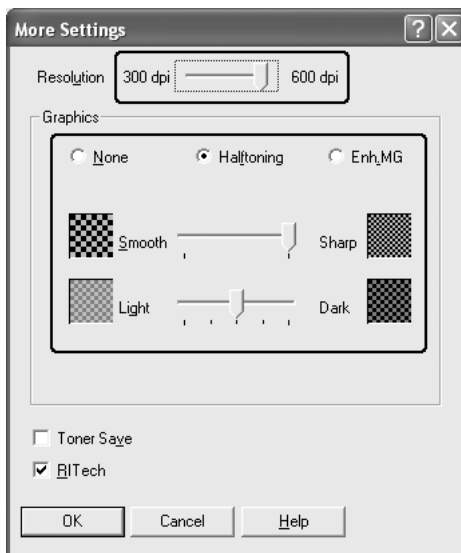 More Settings
Resolution 300 dpi 600 dpi
Graphics
None Halftoning Enh.MG
Smooth Sharp
Light Dark
Toner Save
RITech
OK Cancel Help